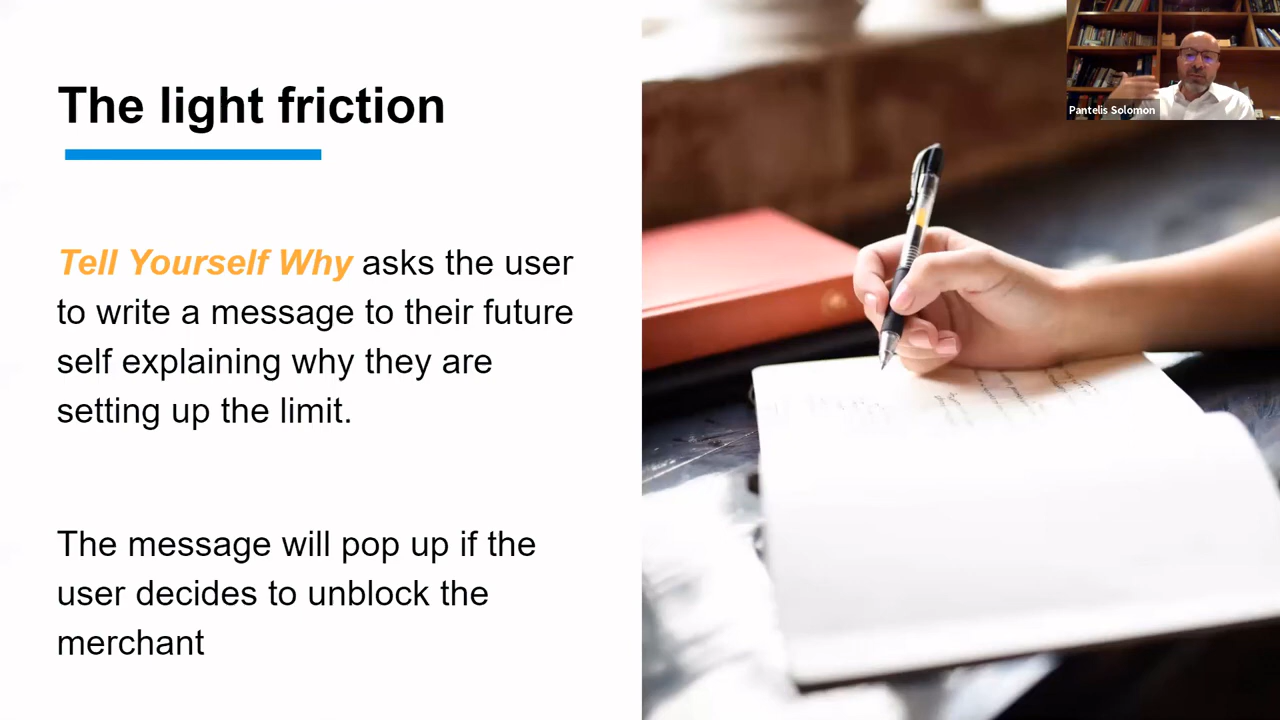 The light friction
Tell Yourself Why asks the user
to write a message to their future
self explaining why they are
setting up the limit.
The message will pop up if the
user decides to unblock the
merchant
Pantelis Solomon